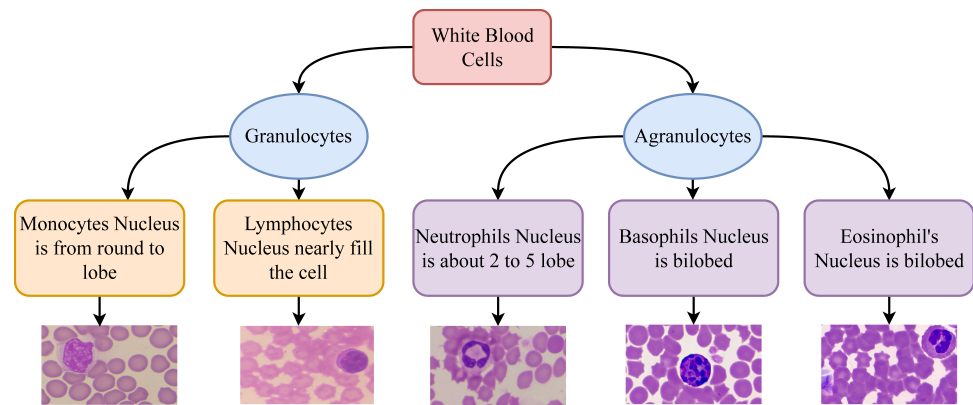 White Blood
Cells
Granulocytes
Agranulocytes
Monocytes Nucleus
is from round to
lobe
Lymphocytes
Nucleus nearly fill
the cell
Neutrophils Nucleus
is about 2 to 5 lobe
Basophils Nucleus
is bilobed
Eosinophil's
Nucleus is bilobed